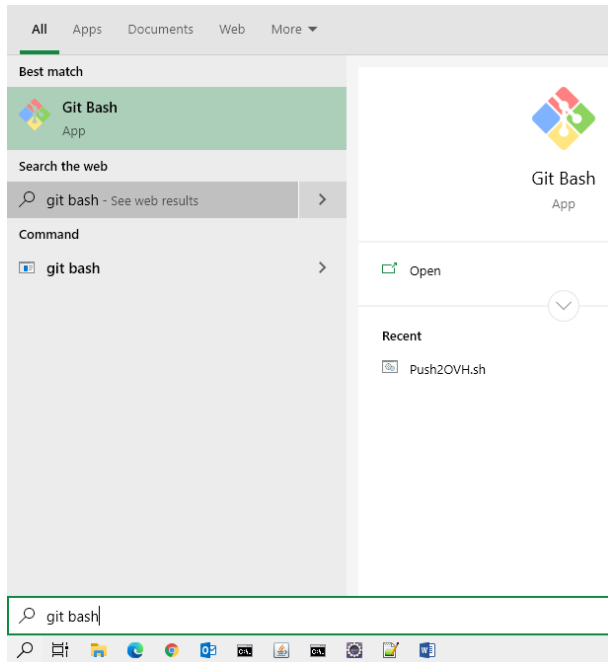 All Apps Documents Web More
Best match
Git Bash
App
Search the web
git bash - See web results
Command
git bash
Git Bash
App
Open
Recent
Push2OVH.sh
git bash